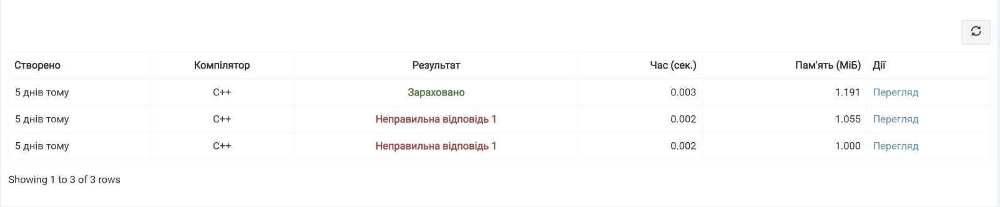 Створено Компілятор Результат Час (сек.) Пам'ять (МіБ) Дії
5 днів тому C++ Зараховано 0.003 1.191 Перегляд
5 днів тому C++ Неправильна відповідь 1 0.002 1.055 Перегляд
5 днів тому C++ Неправильна відповідь 1 0.002 1.000 Перегляд
Showing 1 to 3 of 3 rows